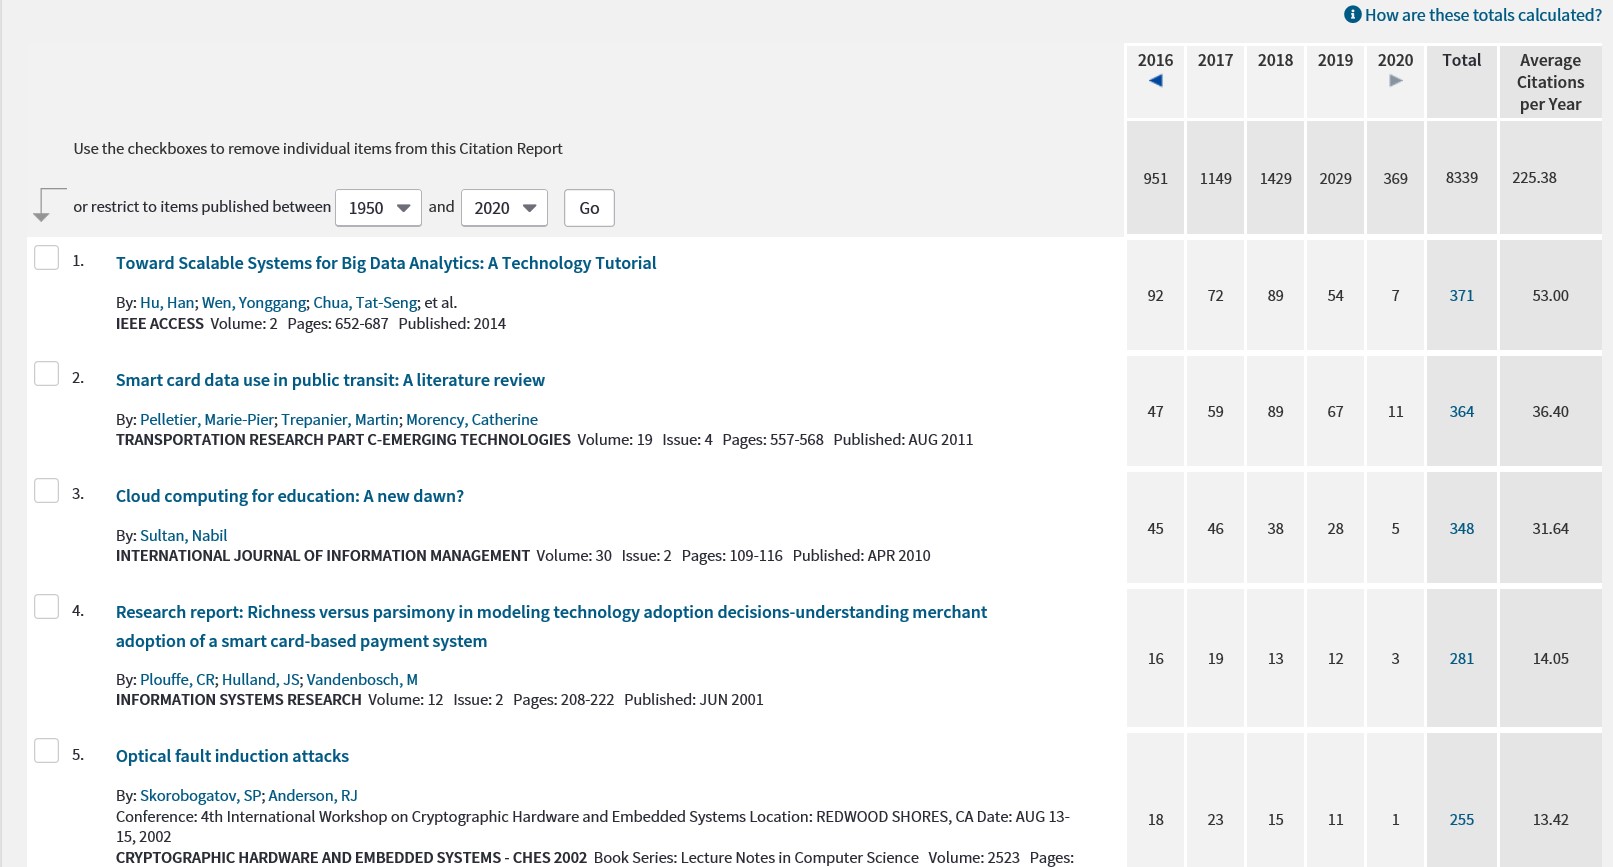 How are these totals calculated?
2016 2017 2018 2019 2020 Total Average
Citations
per Year
Use the checkboxes to remove individual items from this Citation Report
951 1149 1429 2029 369 8339 225.38
or restrict to items published between 1950 and 2020 Go
1. Toward Scalable Systems for Big Data Analytics: A Technology Tutorial
92 72 89 54 7 371 53.00
By: Hu, Han; Wen, Yonggang; Chua, Tat-Seng; et al.
IEEE ACCESS Volume: 2 Pages: 652-687 Published: 2014
2. Smart card data use in public transit: A literature review
47 59 89 67 11 364 36.40
By: Pelletier, Marie-Pier; Trepanier, Martin; Morency, Catherine
TRANSPORTATION RESEARCH PART C-EMERGING TECHNOLOGIES Volume: 19 Issue: 4 Pages: 557-568 Published: AUG 2011
3. Cloud computing for education: A new dawn?
45 46 38 28 5 348 31.64
By: Sultan, Nabil
INTERNATIONAL JOURNAL OF INFORMATION MANAGEMENT Volume: 30 Issue: 2 Pages: 109-116 Published: APR 2010
4. Research report: Richness versus parsimony in modeling technology adoption decisions-understanding merchant
adoption of a smart card-based payment system
16 19 13 12 3 281 14.05
By: Plouffe, CR; Hulland, JS; Vandenbosch, M
INFORMATION SYSTEMS RESEARCH Volume: 12 Issue: 2 Pages: 208-222 Published: JUN 2001
5. Optical fault induction attacks
By: Skorobogatov, SP; Anderson, RJ
Conference: 4th International Workshop on Cryptographic Hardware and Embedded Systems Location: REDWOOD SHORES, CA Date: AUG 13-
18 23 15 11 1 255 13.42
15, 2002
CRYPTOGRAPHIC HARDWARE AND EMBEDDED SYSTEMS - CHES 2002 Book Series: Lecture Notes in Computer Science Volume: 2523 Pages: